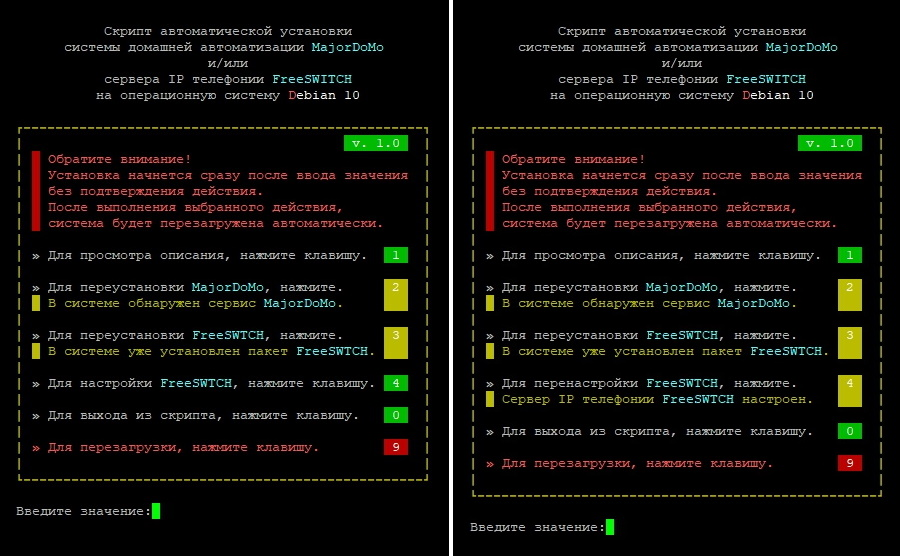 Скрипт автоматической установки
системы домашней автоматизации MajorDoMo
и/или
сервера IP телефонии FreeSWITCH
на операционную систему Debian 10
v. 1.0
Обратите внимание!
Установка начнется сразу после ввода значения
без подтверждения действия.
После выполнения выбранного действия,
система будет перезагружена автоматически.
» Для просмотра описания, нажмите клавишу. 1
» Для переустановки MajorDoMo, нажмите. 2
В системе обнаружен сервис MajorDoMo.
» Для переустановки FreeSWTCH, нажмите. 3
В системе уже установлен пакет FreeSWTCH.
» Для настройки FreeSWTCH, нажмите клавишу. 4
» Для выхода из скрипта, нажмите клавишу. 0
» Для перезагрузки, нажмите клавишу. 9
Введите значение:
Скрипт автоматической установки
системы домашней автоматизации MajorDoMo
и/или
сервера IP телефонии FreeSWITCH
на операционную систему Debian 10
v. 1.0
Обратите внимание!
Установка начнется сразу после ввода значения
без подтверждения действия.
После выполнения выбранного действия,
система будет перезагружена автоматически.
» Для просмотра описания, нажмите клавишу. 1
» Для переустановки MajorDoMo, нажмите. 2
В системе обнаружен сервис MajorDoMo.
» Для переустановки FreeSWTCH, нажмите. 3
В системе уже установлен пакет FreeSWTCH.
» Для перенастройки FreeSWTCH, нажмите. 4
Сервер IP телефонии FreeSWTCH настроен.
» Для выхода из скрипта, нажмите клавишу. 0
» Для перезагрузки, нажмите клавишу. 9
Введите значение: